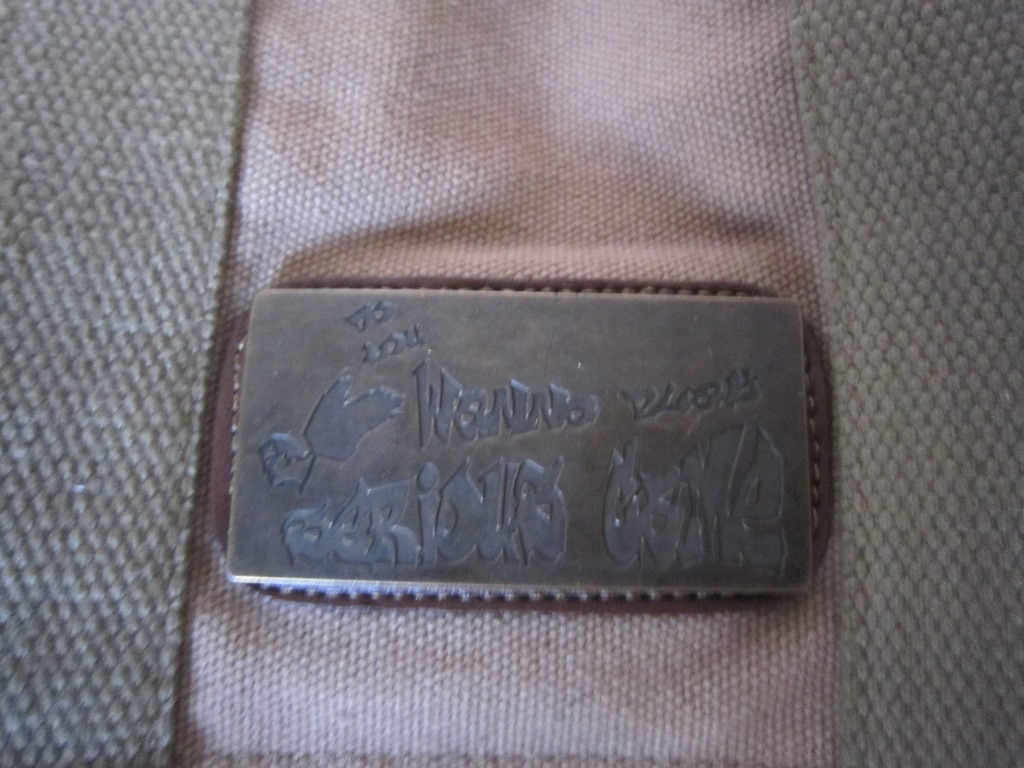 Do
you
Wanna play
Serious Game